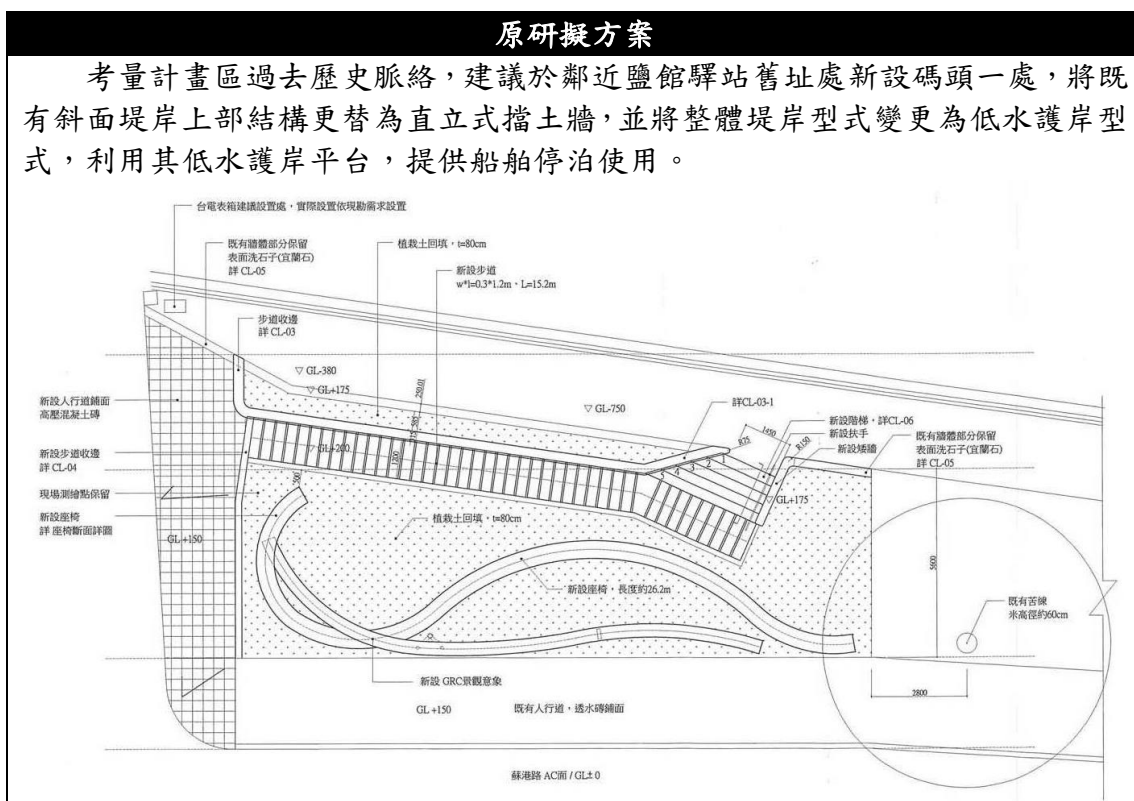 原研擬方案
考量計畫區過去歷史脈絡，建議於鄰近鹽館驛站舊址處新設碼頭一處，將既
有斜面堤岸上部結構更替為直立式擋土牆，並將整體堤岸型式變更為低水護岸型
式，利用其低水護岸平台，提供船舶停泊使用。
台電表箱建議設置處，實際設置依現勘需求設置
既有牆體部分保留
表面洗石子(宜蘭石)
詳 CL-05
植栽土回填，t=80cm
新設步道
w*l=0.3*1.2m、L=15.2m
步道收邊
詳 CL-03
▽ GL-380
▽ GL+175
250.01
585
115
▽ GL-750
詳CL-03-1
1450
R75
R150
新設階梯，詳CL-06
新設扶手
新設矮牆
既有牆體部分保留
表面洗石子(宜蘭石)
詳 CL-05
新設人行道鋪面
高壓混凝土磚
▽ GL+200
1200
5 4 3 2 1
▽ GL+175
新設步道收邊
詳 CL-04
現場測繪點保留
500
新設座椅
詳 座椅斷面詳圖
GL +150
植栽土回填，t=80cm
新設座椅，長度約26.2m
5600
既有苦楝
米高徑約60cm
2800
新設 GRC景觀意象
GL +150
既有人行道，透水磚鋪面
蘇港路 AC面 / GL± 0